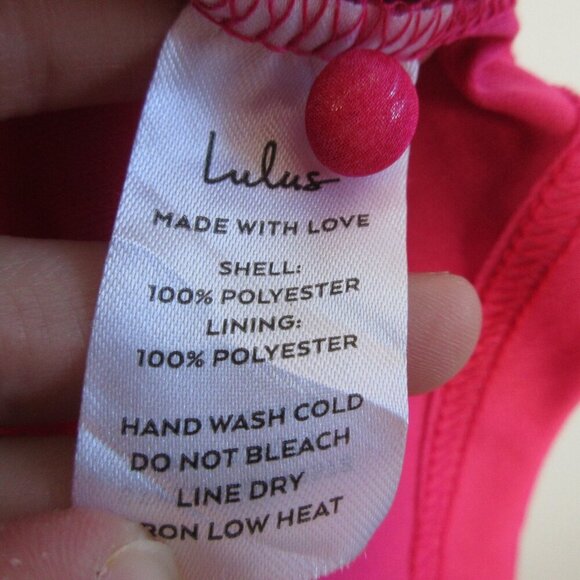 Lulus
MADE WITH LOVE
SHELL:
100% POLYESTER
LINING:
100% POLYESTER
HAND WASH COLD
DO NOT BLEACH
LINE DRY
IRON LOW HEAT